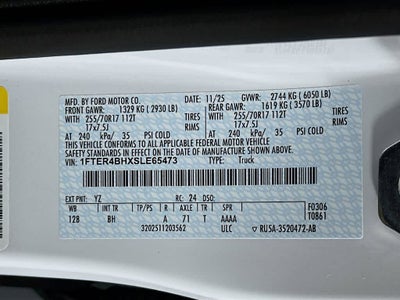 MFD. BY FORD MOTOR CO. 11/25 GVWR: 2744 KG ( 6050 LB)
FRONT GAWR: 1329 KG ( 2930 LB) REAR GAWR: 1619 KG ( 3570 LB)
WITH 255/70R17 112T TIRES WITH 255/70R17 112T TIRES
17x7.5J RIMS 17x7.5J RIMS
AT 240 kPa/ 35 PSI COLD AT 240 kPa/ 35 PSI COLD
THIS VEHICLE CONFORMS TO ALL APPLICABLE FEDERAL MOTOR VEHICLE
SAFETY STANDARDS IN EFFECT ON THE DATE OF MANUFACTURE SHOWN ABOVE.
VIN: 1FTER4BHXSLE65473 TYPE: Truck
EXT PNT: YZ RC: 24 DSO: F0306
WB BRK INT TR TP/PS R AXLE TR SPR T0861
128 BH A 71 T AAAA
3202511203562 ULC RU5A-3520472-AB